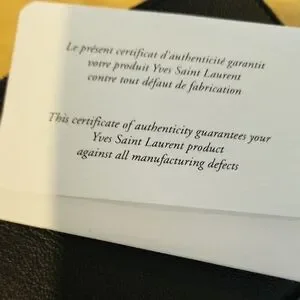 Le présent certificat d'authenticité garantit
votre produit Yves Saint Laurent
contre tout défaut de fabrication
This certificate of authenticity guarantees your
Yves Saint Laurent product
against all manufacturing defects